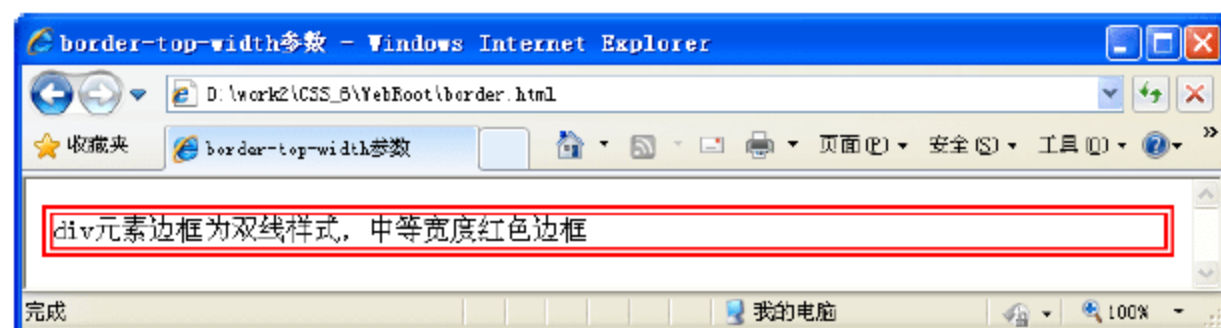 border-top-width参数 - Windows Internet Explorer
D:\work2\CSS_6\WebRoot\border.html
收藏夹 border-top-width参数 页面(P) 安全(S) 工具(O) »
div元素边框为双线样式，中等宽度红色边框
完成 我的电脑 100%